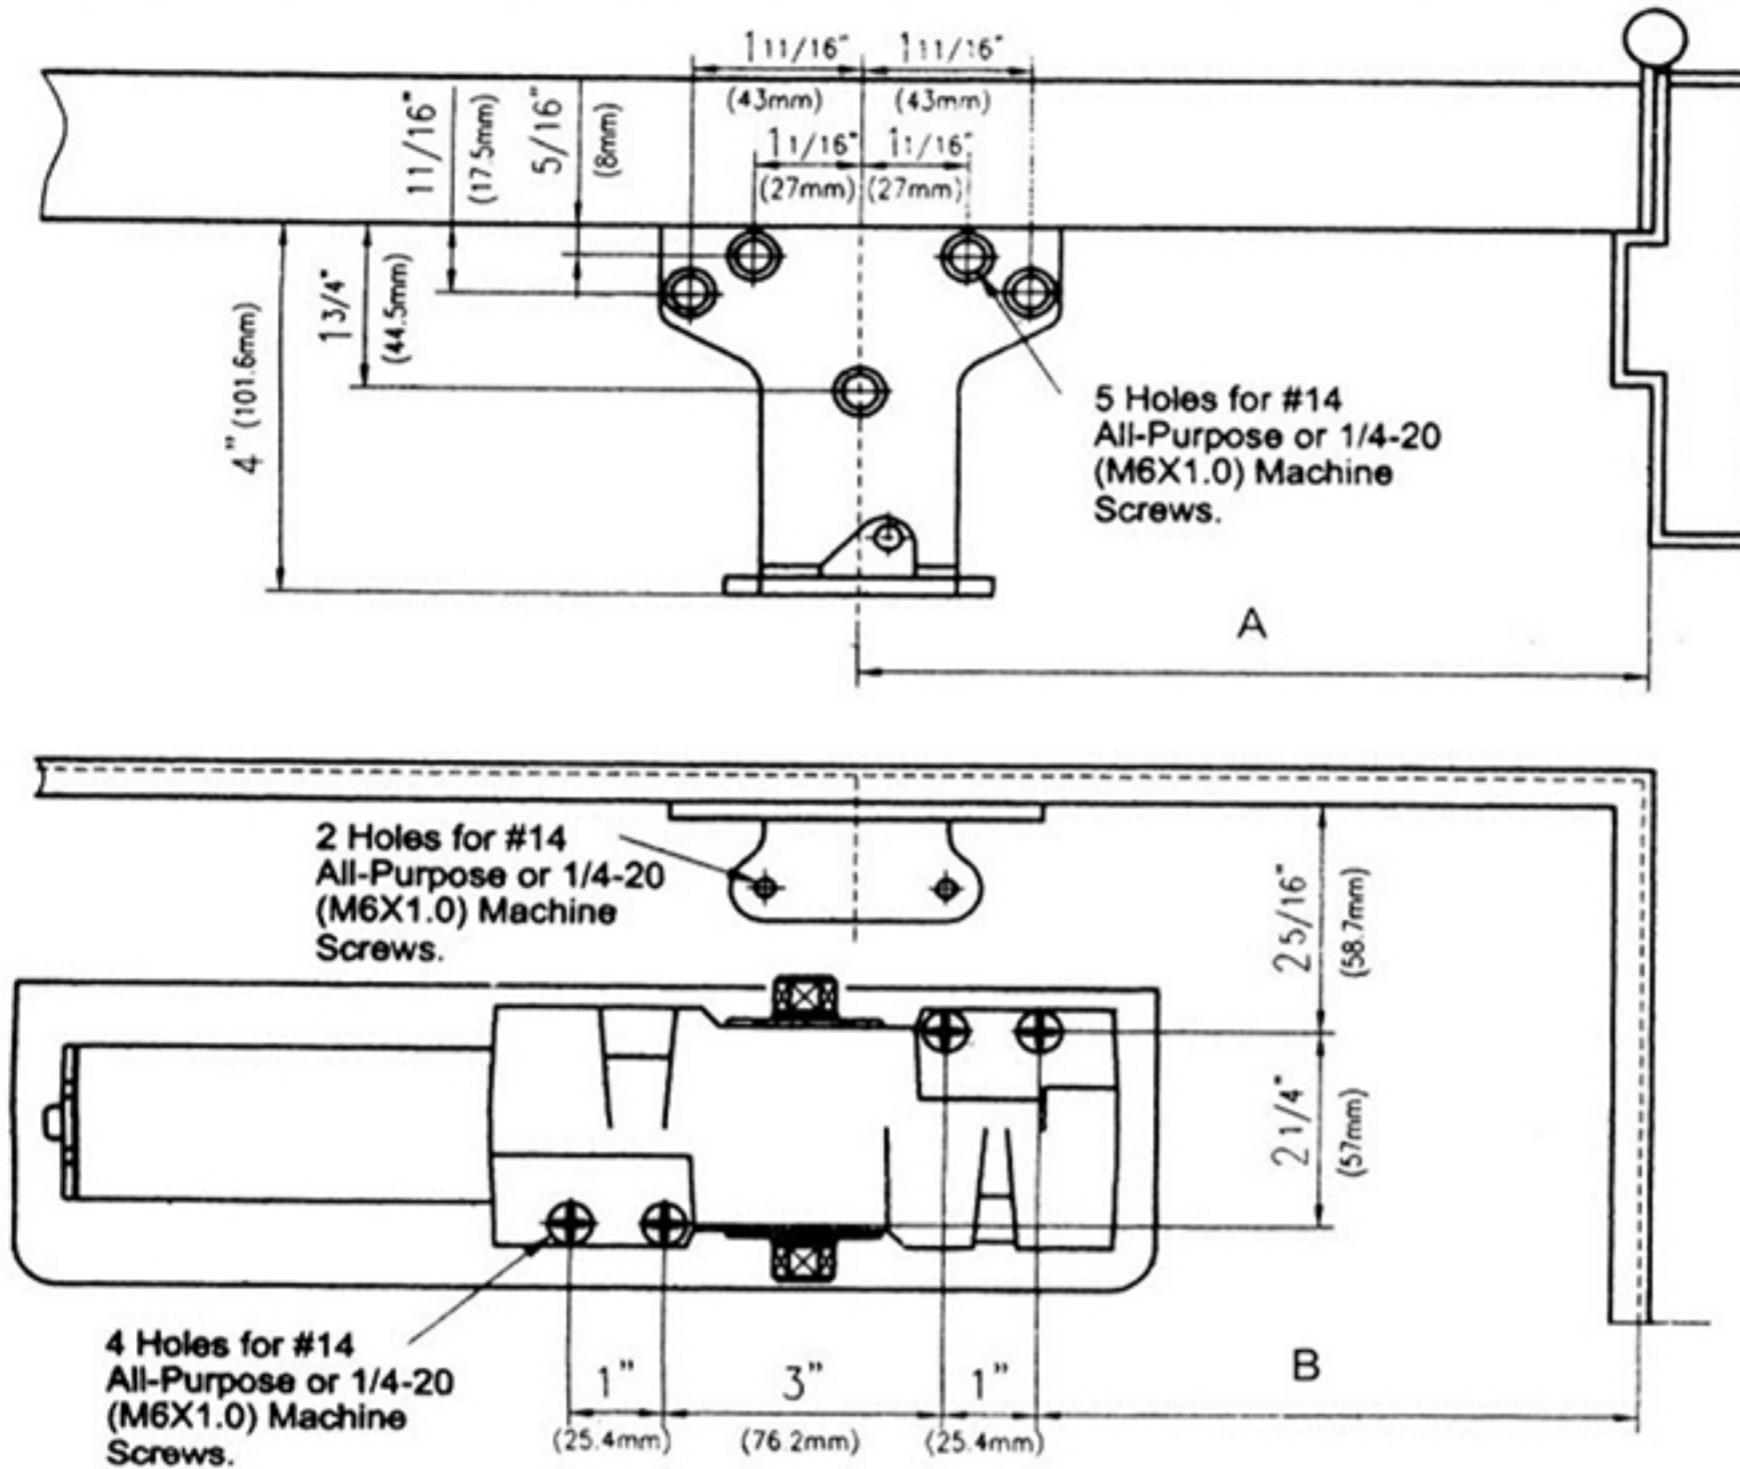 1 11/16" 1 11/16"
(43mm) (43mm)
11/16" (17.5mm) 5/16" (8mm)
1 1/16" 1 1/16"
(27mm) (27mm)
4" (101.6mm)
1 3/4" (44.5mm)
5 Holes for #14
All-Purpose or 1/4-20
(M6X1.0) Machine
Screws.
A
2 Holes for #14
All-Purpose or 1/4-20
(M6X1.0) Machine
Screws.
2 5/16" (58.7mm)
2 1/4" (57mm)
4 Holes for #14
All-Purpose or 1/4-20
(M6X1.0) Machine
Screws.
1" 3" 1" B
(25.4mm) (76.2mm) (25.4mm)